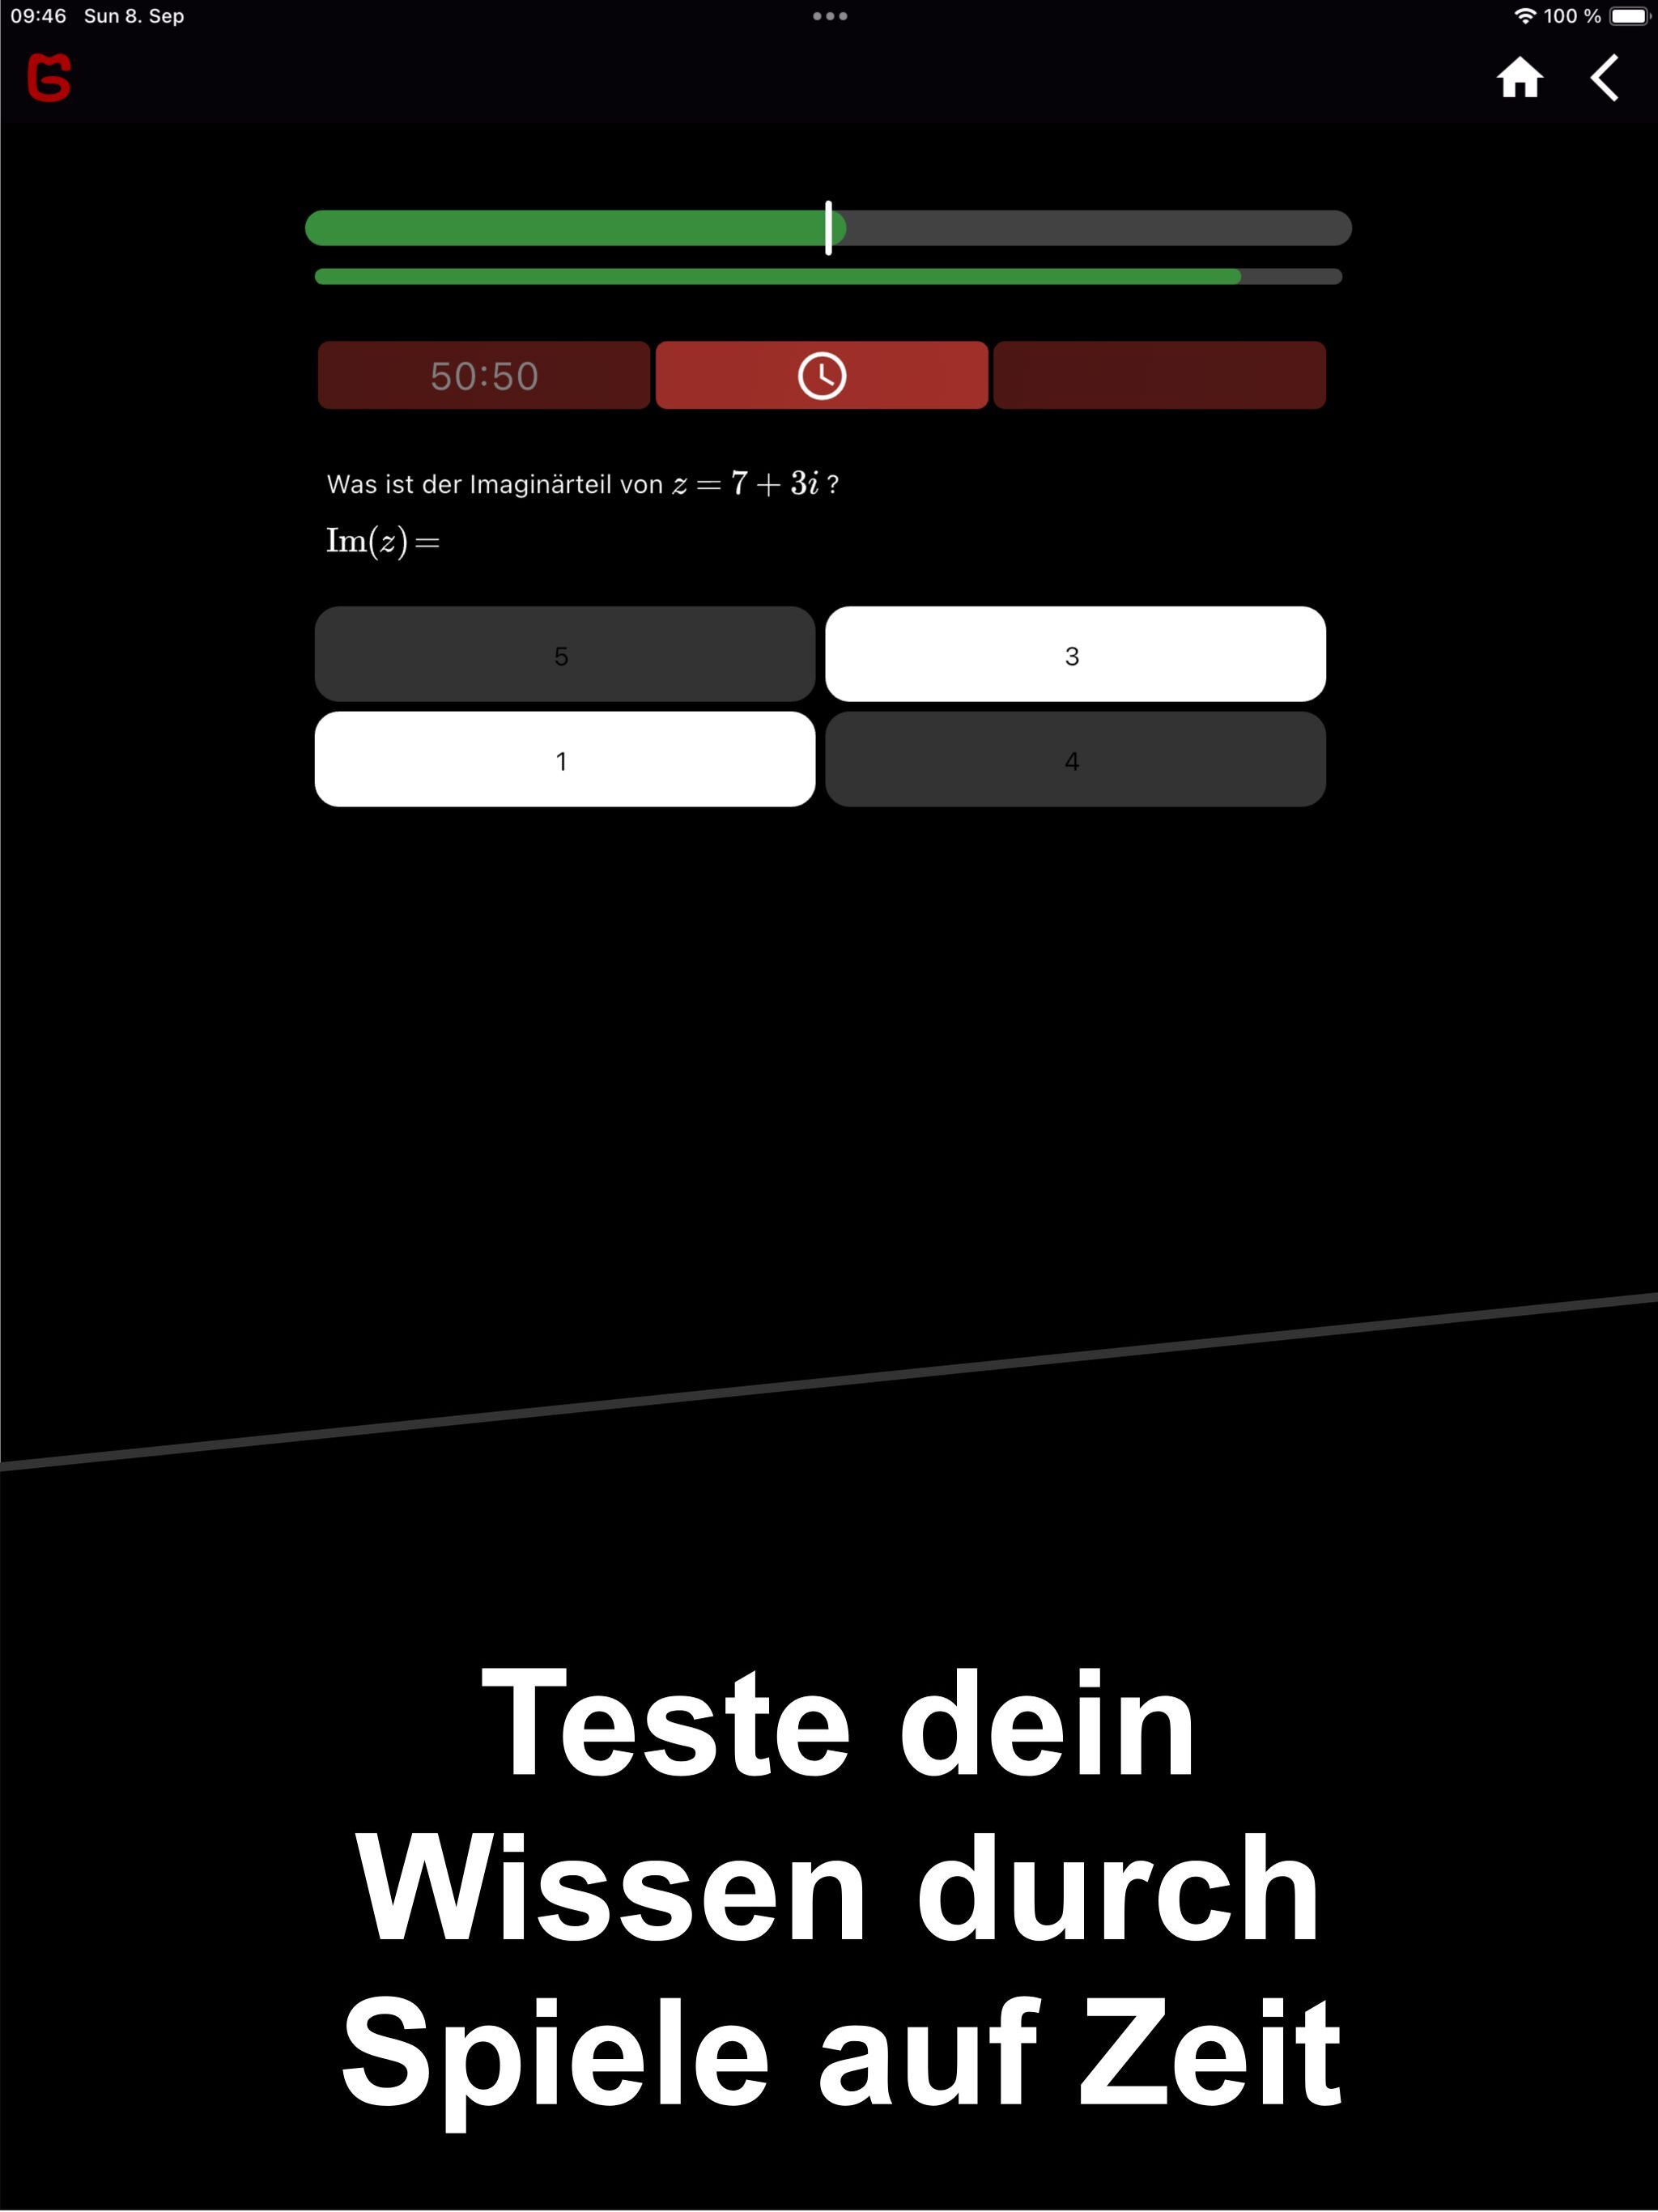 09:46 Sun 8. Sep 100 %
50:50
Was ist der Imaginärteil von z = 7 + 3i ?
Im(z) =
5 3
1 4
Teste dein
Wissen durch
Spiele auf Zeit